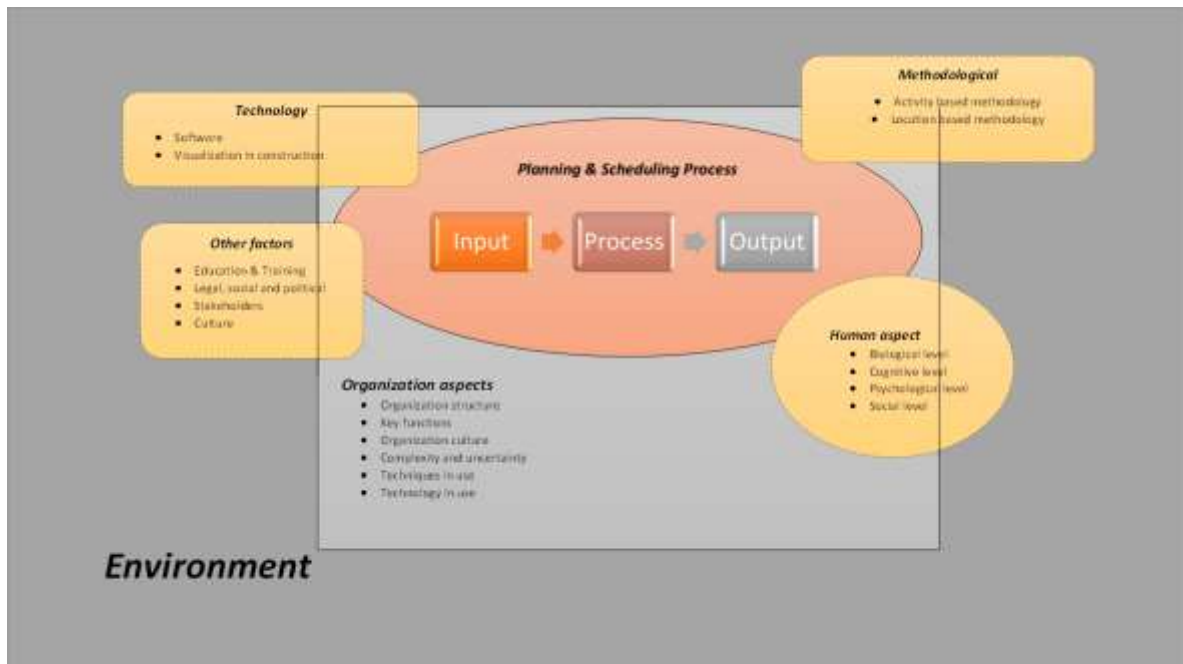 Methodological
• Activity based methodology
• Location based methodology
Technology
• Software
• Visualization in construction
Planning & Scheduling Process
Input
Process
Output
Other factors
• Education & Training
• Legal, social and political
• Stakeholders
• Culture
Human aspect
• Biological level
• Cognitive level
• Psychological level
• Social level
Organization aspects
• Organization structure
• Key functions
• Organization culture
• Complexity and uncertainty
• Techniques in use
• Technology in use
Environment